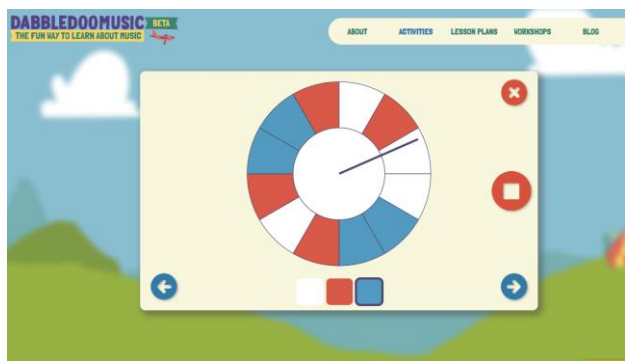 DABBLEDOOMUSIC BETA
THE FUN WAY TO LEARN ABOUT MUSIC
ABOUT ACTIVITIES LESSON PLANS WORKSHOPS BLOG